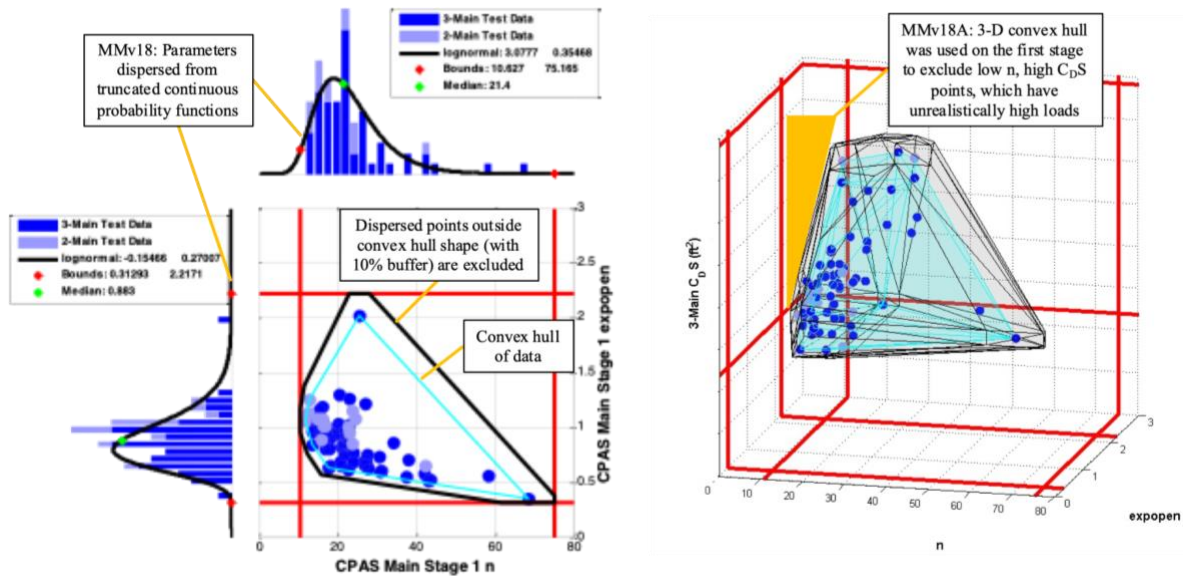 MMv18: Parameters
dispersed from
truncated continuous
probability functions
3-Main Test Data
2-Main Test Data
lognormal: 3.0777 0.35468
Bounds: 10.627 75.165
Median: 21.4
3-Main Test Data
2-Main Test Data
lognormal: -0.15466 0.27007
Bounds: 0.31293 2.2171
Median: 0.883
Dispersed points outside
convex hull shape (with
10% buffer) are excluded
Convex hull
of data
3
2.5
2
1.5
1
0.5
0
CPAS Main Stage 1 expopen
0 20 40 60 80
CPAS Main Stage 1 n
MMv18A: 3-D convex hull
was used on the first stage
to exclude low n, high CDS
points, which have
unrealistically high loads
3-Main CD S (ft²)
0 10 20 30 40 50 60 70 80
n
0 1 2 3
expopen